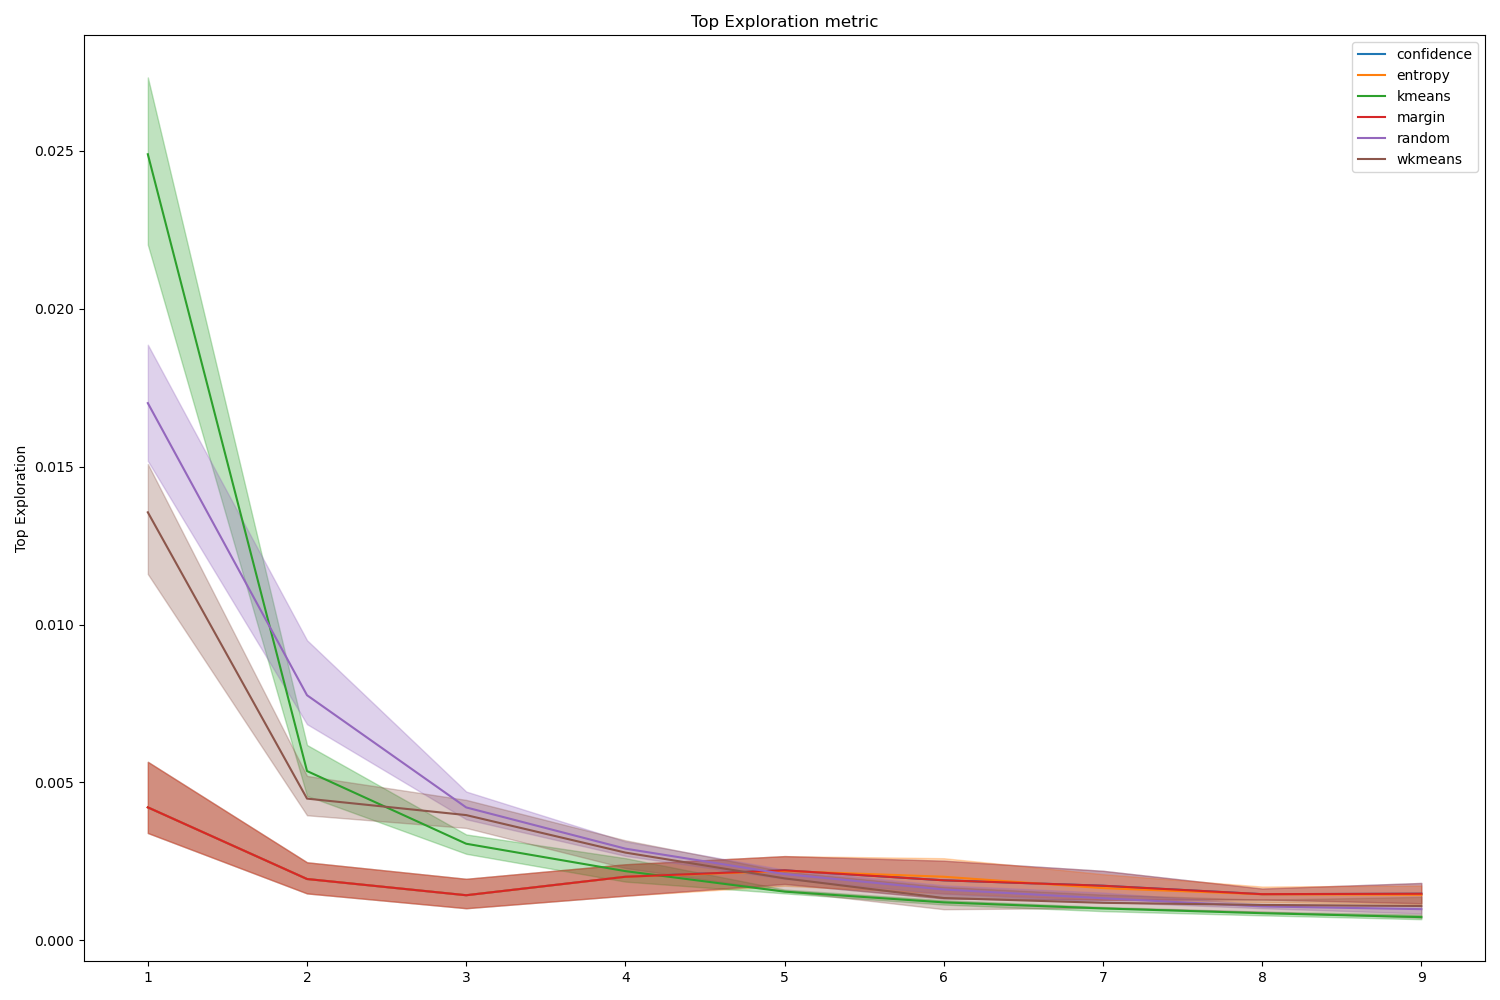 Top Exploration metric
confidence
entropy
kmeans
margin
random
wkmeans
Top Exploration
0.025
0.020
0.015
0.010
0.005
0.000
1 2 3 4 5 6 7 8 9